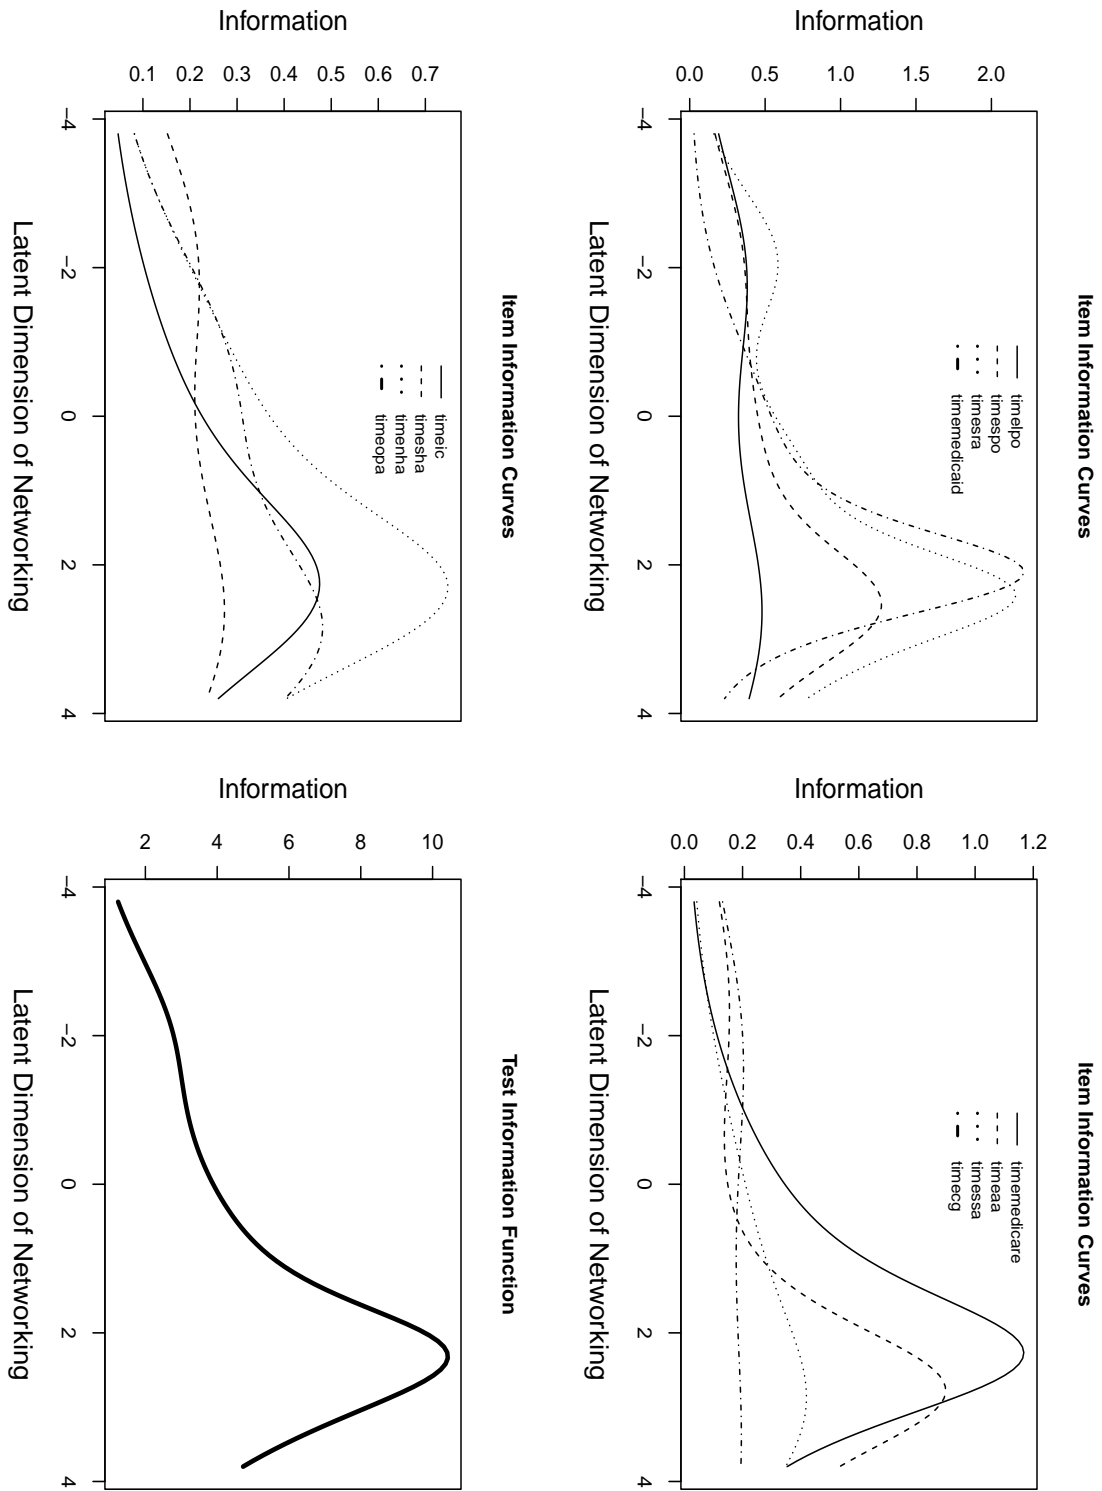 Item Information Curves
Information
0.0 0.5 1.0 1.5 2.0
timelpo
timespo
timesra
timemedicaid
−4 −2 0 2 4
Latent Dimension of Networking
Item Information Curves
Information
0.0 0.2 0.4 0.6 0.8 1.0 1.2
timemedicare
timeaa
timessa
timecg
−4 −2 0 2 4
Latent Dimension of Networking
Item Information Curves
Information
0.1 0.2 0.3 0.4 0.5 0.6 0.7
timeic
timesha
timenha
timeopa
−4 −2 0 2 4
Latent Dimension of Networking
Test Information Function
Information
2 4 6 8 10
−4 −2 0 2 4
Latent Dimension of Networking